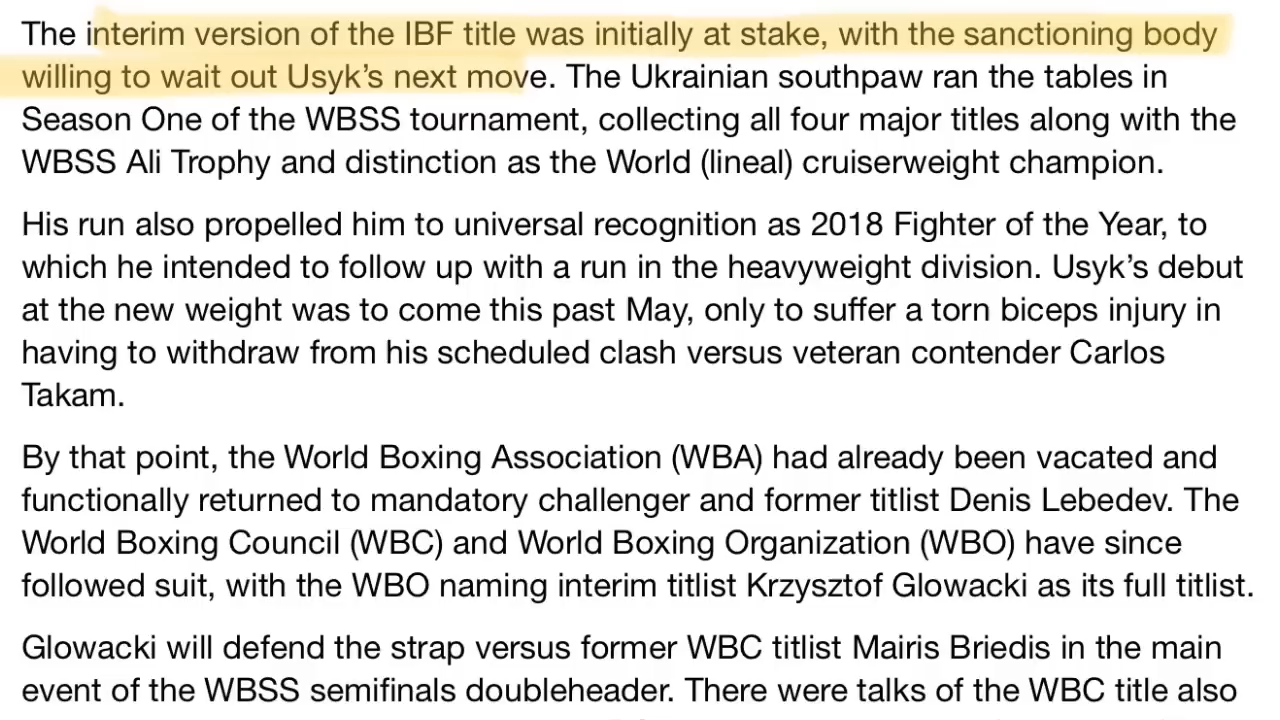 The interim version of the IBF title was initially at stake, with the sanctioning body
willing to wait out Usyk’s next move. The Ukrainian southpaw ran the tables in
Season One of the WBSS tournament, collecting all four major titles along with the
WBSS Ali Trophy and distinction as the World (lineal) cruiserweight champion.
His run also propelled him to universal recognition as 2018 Fighter of the Year, to
which he intended to follow up with a run in the heavyweight division. Usyk’s debut
at the new weight was to come this past May, only to suffer a torn biceps injury in
having to withdraw from his scheduled clash versus veteran contender Carlos
Takam.
By that point, the World Boxing Association (WBA) had already been vacated and
functionally returned to mandatory challenger and former titlist Denis Lebedev. The
World Boxing Council (WBC) and World Boxing Organization (WBO) have since
followed suit, with the WBO naming interim titlist Krzysztof Glowacki as its full titlist.
Glowacki will defend the strap versus former WBC titlist Mairis Briedis in the main
event of the WBSS semifinals doubleheader. There were talks of the WBC title also